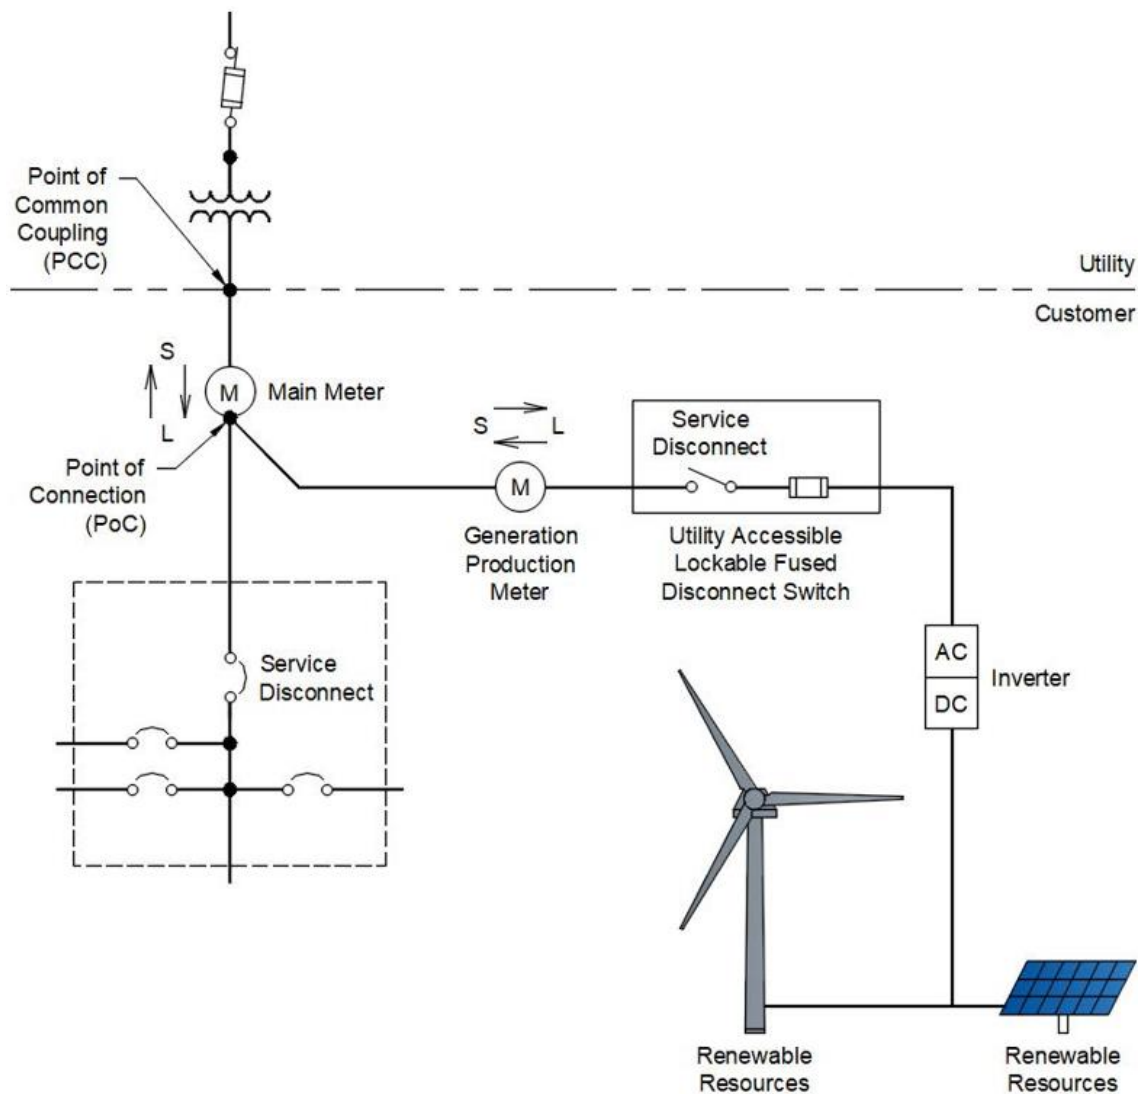 Point of
Common
Coupling
(PCC)
Utility
Customer
S
M
Main Meter
L
Point of
Connection
(PoC)
S
L
M
Generation
Production
Meter
Service
Disconnect
Utility Accessible
Lockable Fused
Disconnect Switch
Service
Disconnect
AC
DC
Inverter
Renewable
Resources
Renewable
Resources